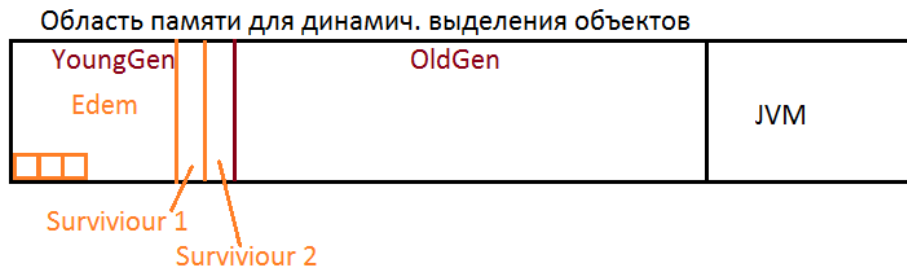 Область памяти для динамич. выделения объектов
YoungGen
OldGen
Edem
JVM
Surviviour 1
Surviviour 2